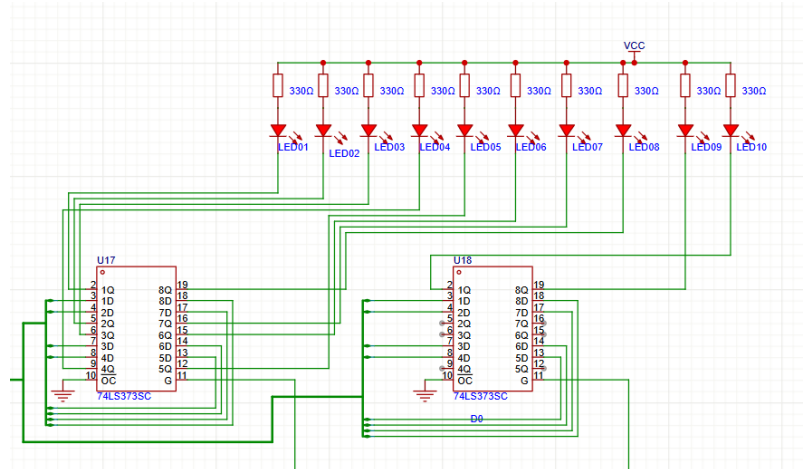 VCC
330Ω 330Ω 330Ω 330Ω 330Ω 330Ω 330Ω 330Ω 330Ω 330Ω
LED01 LED02 LED03 LED04 LED05 LED06 LED07 LED08 LED09 LED10
U17
2 1Q 8Q 19
3 1D 8D 18
4 2D 7D 17
5 2Q 7Q 16
6 3Q 6Q 15
7 3D 6D 14
8 4D 5D 13
9 4Q 5Q 12
10 OC G 11
74LS373SC
U18
2 1Q 8Q 19
3 1D 8D 18
4 2D 7D 17
5 2Q 7Q 16
6 3Q 6Q 15
7 3D 6D 14
8 4D 5D 13
9 4Q 5Q 12
10 OC G 11
74LS373SC
D0